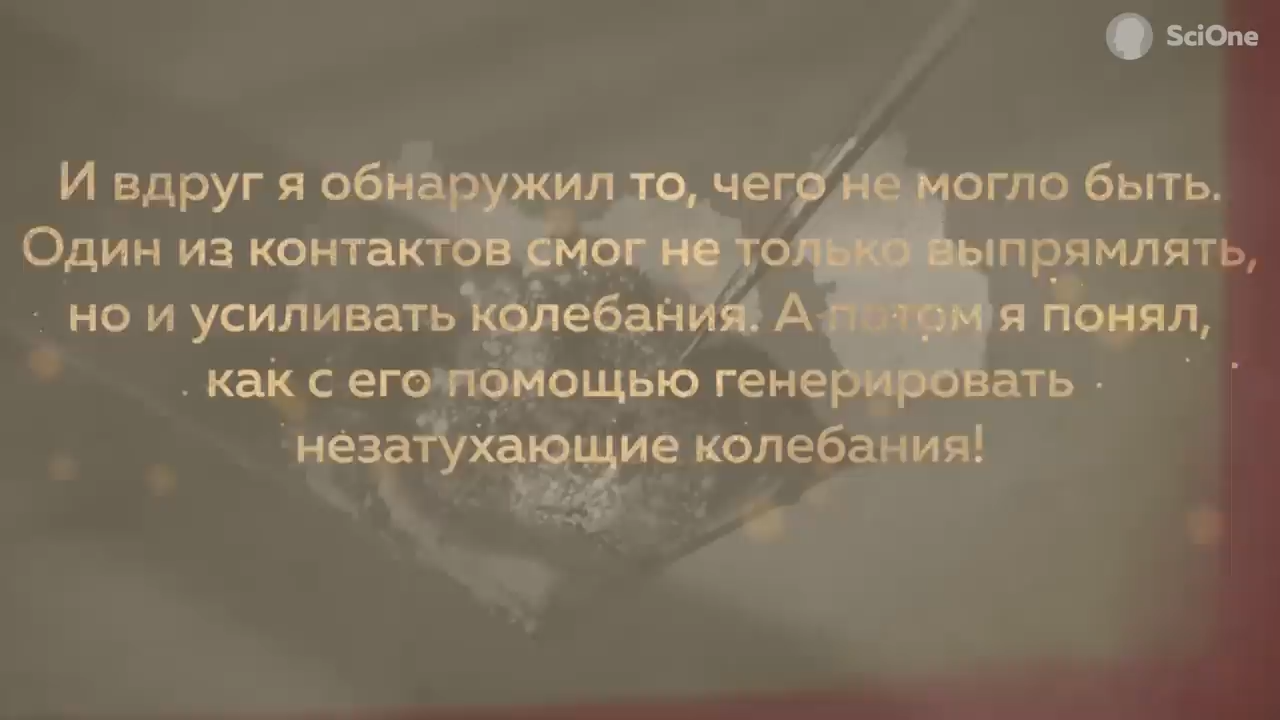 SciOne
И вдруг я обнаружил то, чего не могло быть.
Один из контактов смог не только выпрямлять,
но и усиливать колебания. А потом я понял,
как с его помощью генерировать
незатухающие колебания!